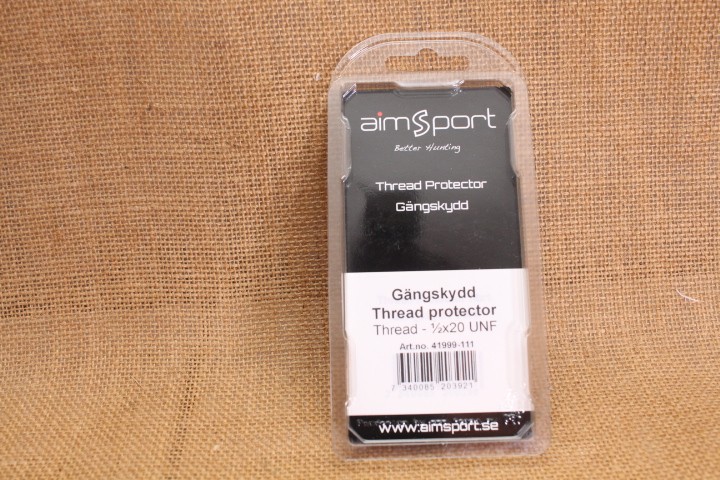 aimSport
Better Hunting
Thread Protector
Gängskydd
Gängskydd
Thread protector
Thread - ½x20 UNF
Art.no. 41999-111
7 340085 203921
www.aimsport.se